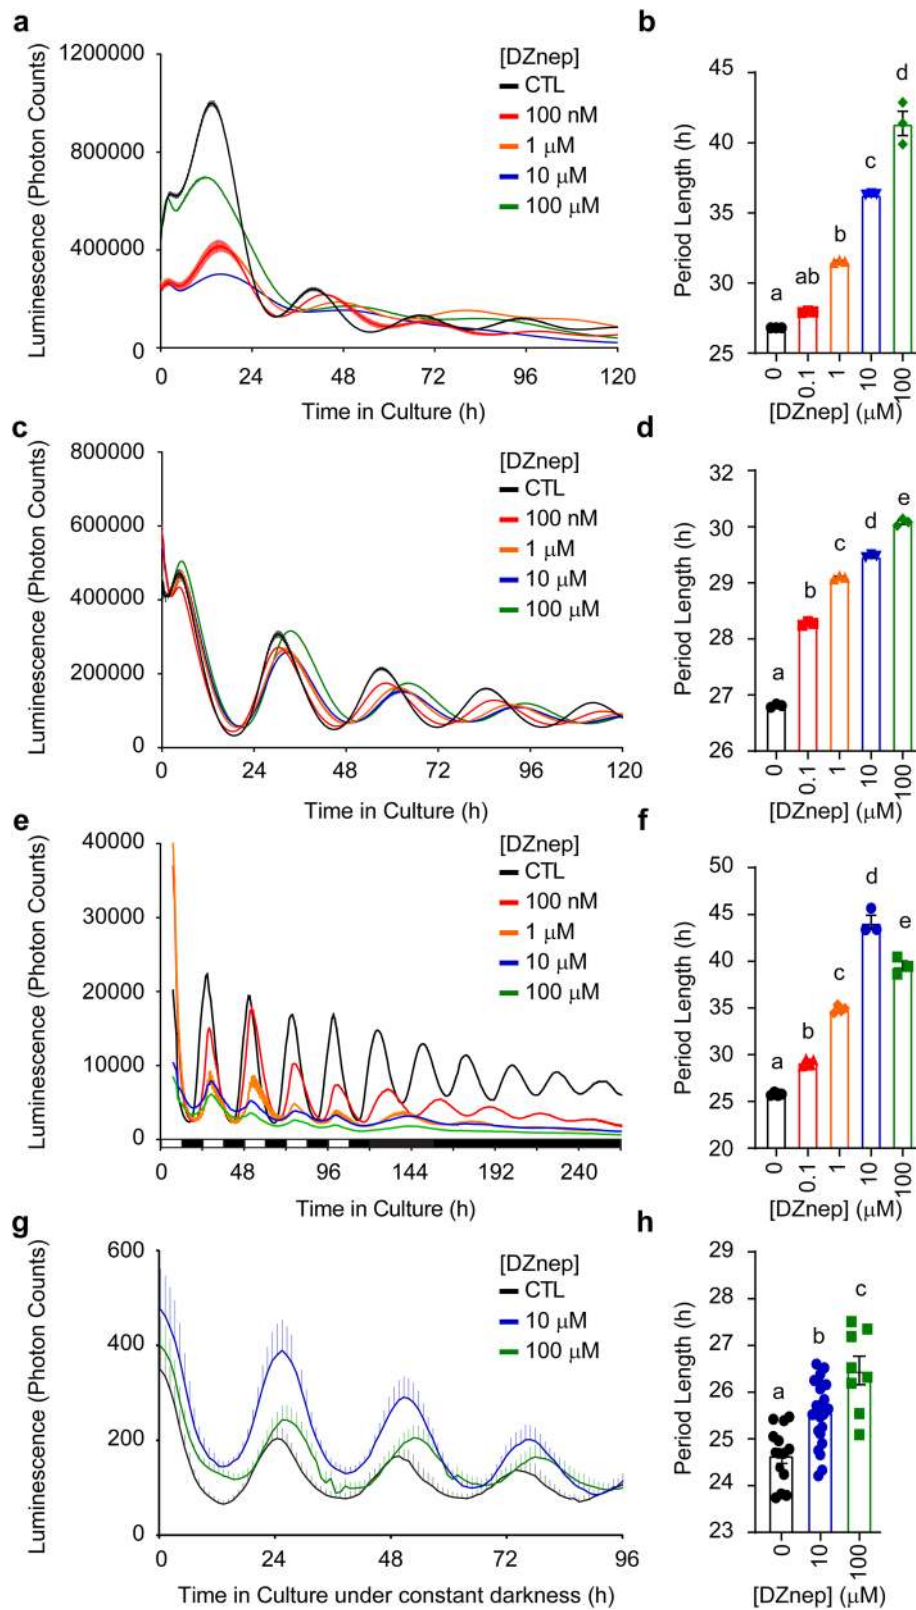 a
Luminescence (Photon Counts)
1200000
800000
400000
0
0 24 48 72 96 120
Time in Culture (h)
[DZnep]
CTL
100 nM
1 μM
10 μM
100 μM
b
Period Length (h)
45
40
35
30
25
a ab b c d
0 0.1 1 10 100
[DZnep] (μM)
c
Luminescence (Photon Counts)
800000
600000
400000
200000
0
0 24 48 72 96 120
Time in Culture (h)
[DZnep]
CTL
100 nM
1 μM
10 μM
100 μM
d
Period Length (h)
32
30
29
28
27
26
a b c d e
0 0.1 1 10 100
[DZnep] (μM)
e
Luminescence (Photon Counts)
40000
30000
20000
10000
0
0 48 96 144 192 240
Time in Culture (h)
[DZnep]
CTL
100 nM
1 μM
10 μM
100 μM
f
Period Length (h)
50
45
40
35
30
25
20
a b c d e
0 0.1 1 10 100
[DZnep] (μM)
g
Luminescence (Photon Counts)
600
400
200
0
0 24 48 72 96
Time in Culture under constant darkness (h)
[DZnep]
CTL
10 μM
100 μM
h
Period Length (h)
29
28
27
26
25
24
23
a b c
0 10 100
[DZnep] (μM)